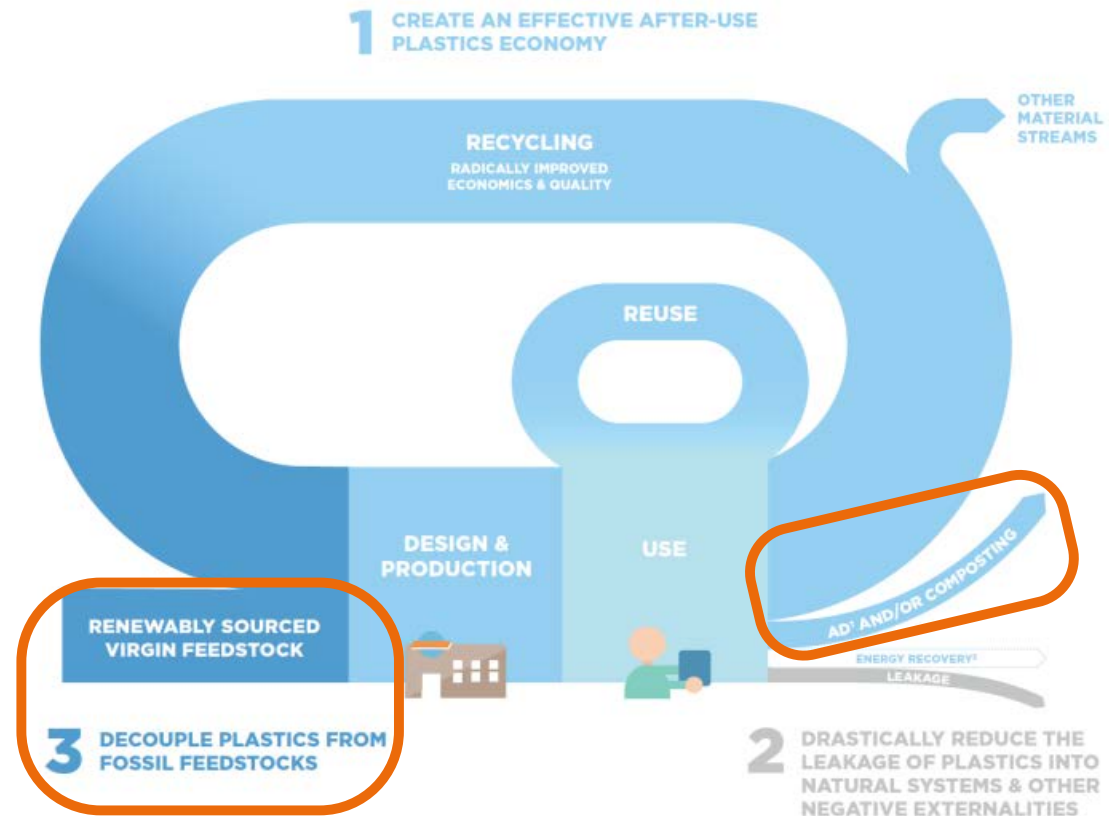 1 CREATE AN EFFECTIVE AFTER-USE
PLASTICS ECONOMY
OTHER
MATERIAL
STREAMS
RECYCLING
RADICALLY IMPROVED
ECONOMICS & QUALITY
REUSE
DESIGN &
PRODUCTION
USE
AD¹ AND/OR COMPOSTING
RENEWABLY SOURCED
VIRGIN FEEDSTOCK
ENERGY RECOVERY²
LEAKAGE
3 DECOUPLE PLASTICS FROM
FOSSIL FEEDSTOCKS
2 DRASTICALLY REDUCE THE
LEAKAGE OF PLASTICS INTO
NATURAL SYSTEMS & OTHER
NEGATIVE EXTERNALITIES